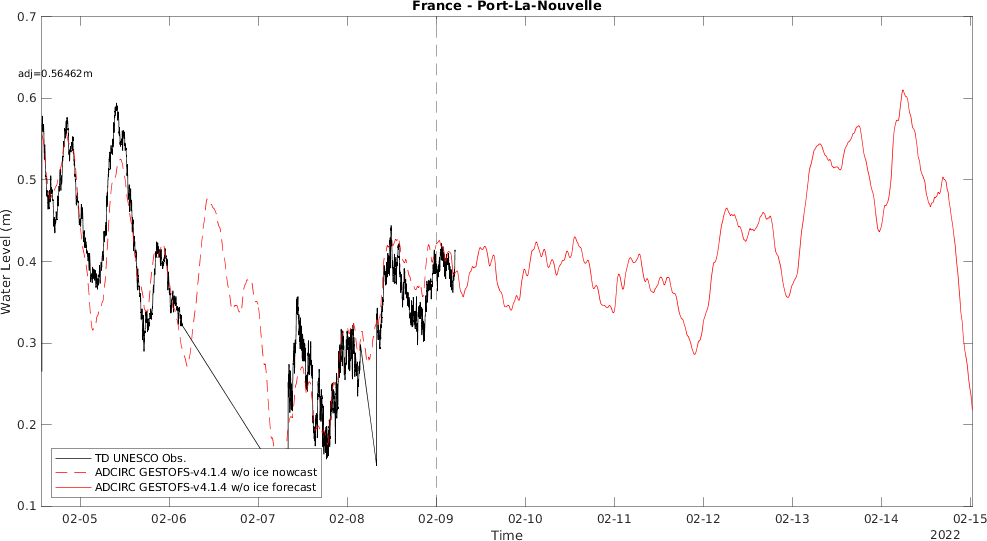 France - Port-La-Nouvelle
adj=0.56462m
Water Level (m)
0.7
0.6
0.5
0.4
0.3
0.2
0.1
TD UNESCO Obs.
ADCIRC GESTOFS-v4.1.4 w/o ice nowcast
ADCIRC GESTOFS-v4.1.4 w/o ice forecast
02-05 02-06 02-07 02-08 02-09 02-10 02-11 02-12 02-13 02-14 02-15
Time
2022